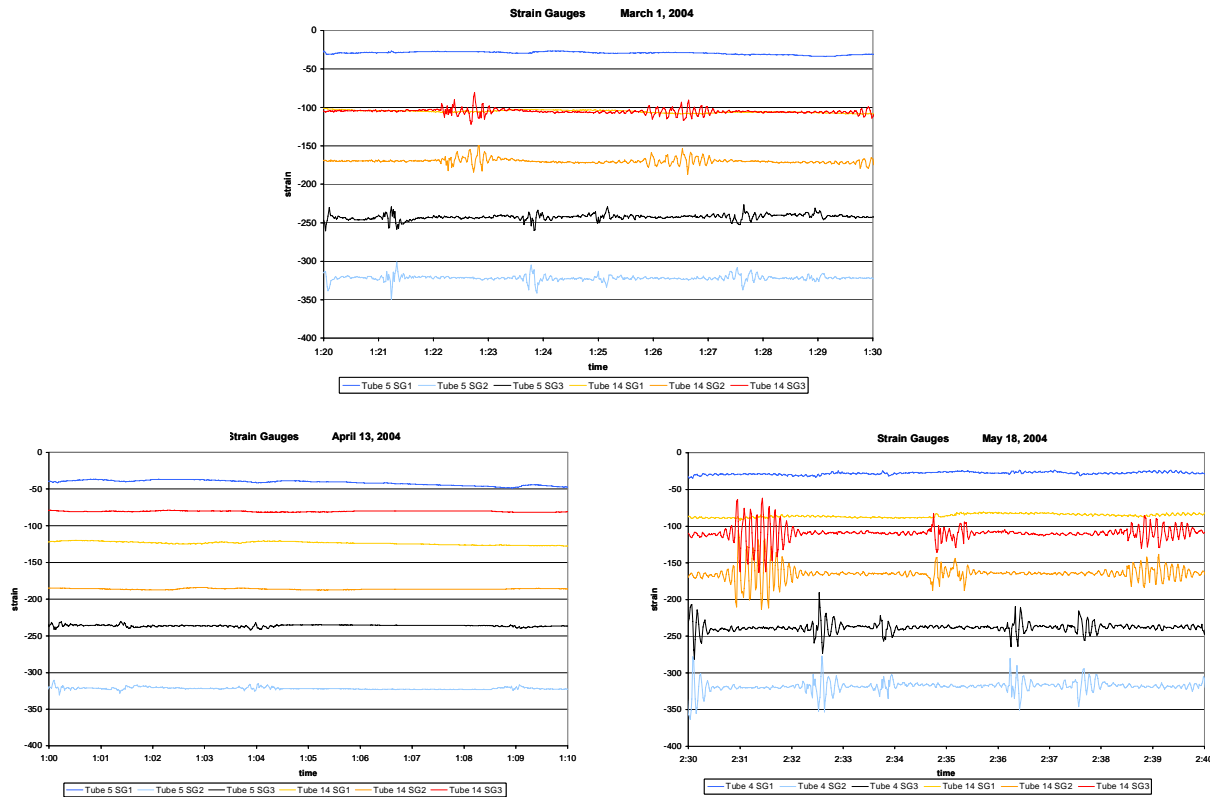 Strain Gauges March 1, 2004
0
-50
-100
-150
-200
-250
-300
-350
-400
strain
1:20 1:21 1:22 1:23 1:24 1:25 1:26 1:27 1:28 1:29 1:30
time
Tube 5 SG1 Tube 5 SG2 Tube 5 SG3 Tube 14 SG1 Tube 14 SG2 Tube 14 SG3
Strain Gauges April 13, 2004
0
-50
-100
-150
-200
-250
-300
-350
-400
strain
1:00 1:01 1:02 1:03 1:04 1:05 1:06 1:07 1:08 1:09 1:10
time
Tube 5 SG1 Tube 5 SG2 Tube 5 SG3 Tube 14 SG1 Tube 14 SG2 Tube 14 SG3
Strain Gauges May 18, 2004
0
-50
-100
-150
-200
-250
-300
-350
-400
strain
2:30 2:31 2:32 2:33 2:34 2:35 2:36 2:37 2:38 2:39 2:40
time
Tube 4 SG1 Tube 4 SG2 Tube 4 SG3 Tube 14 SG1 Tube 14 SG2 Tube 14 SG3